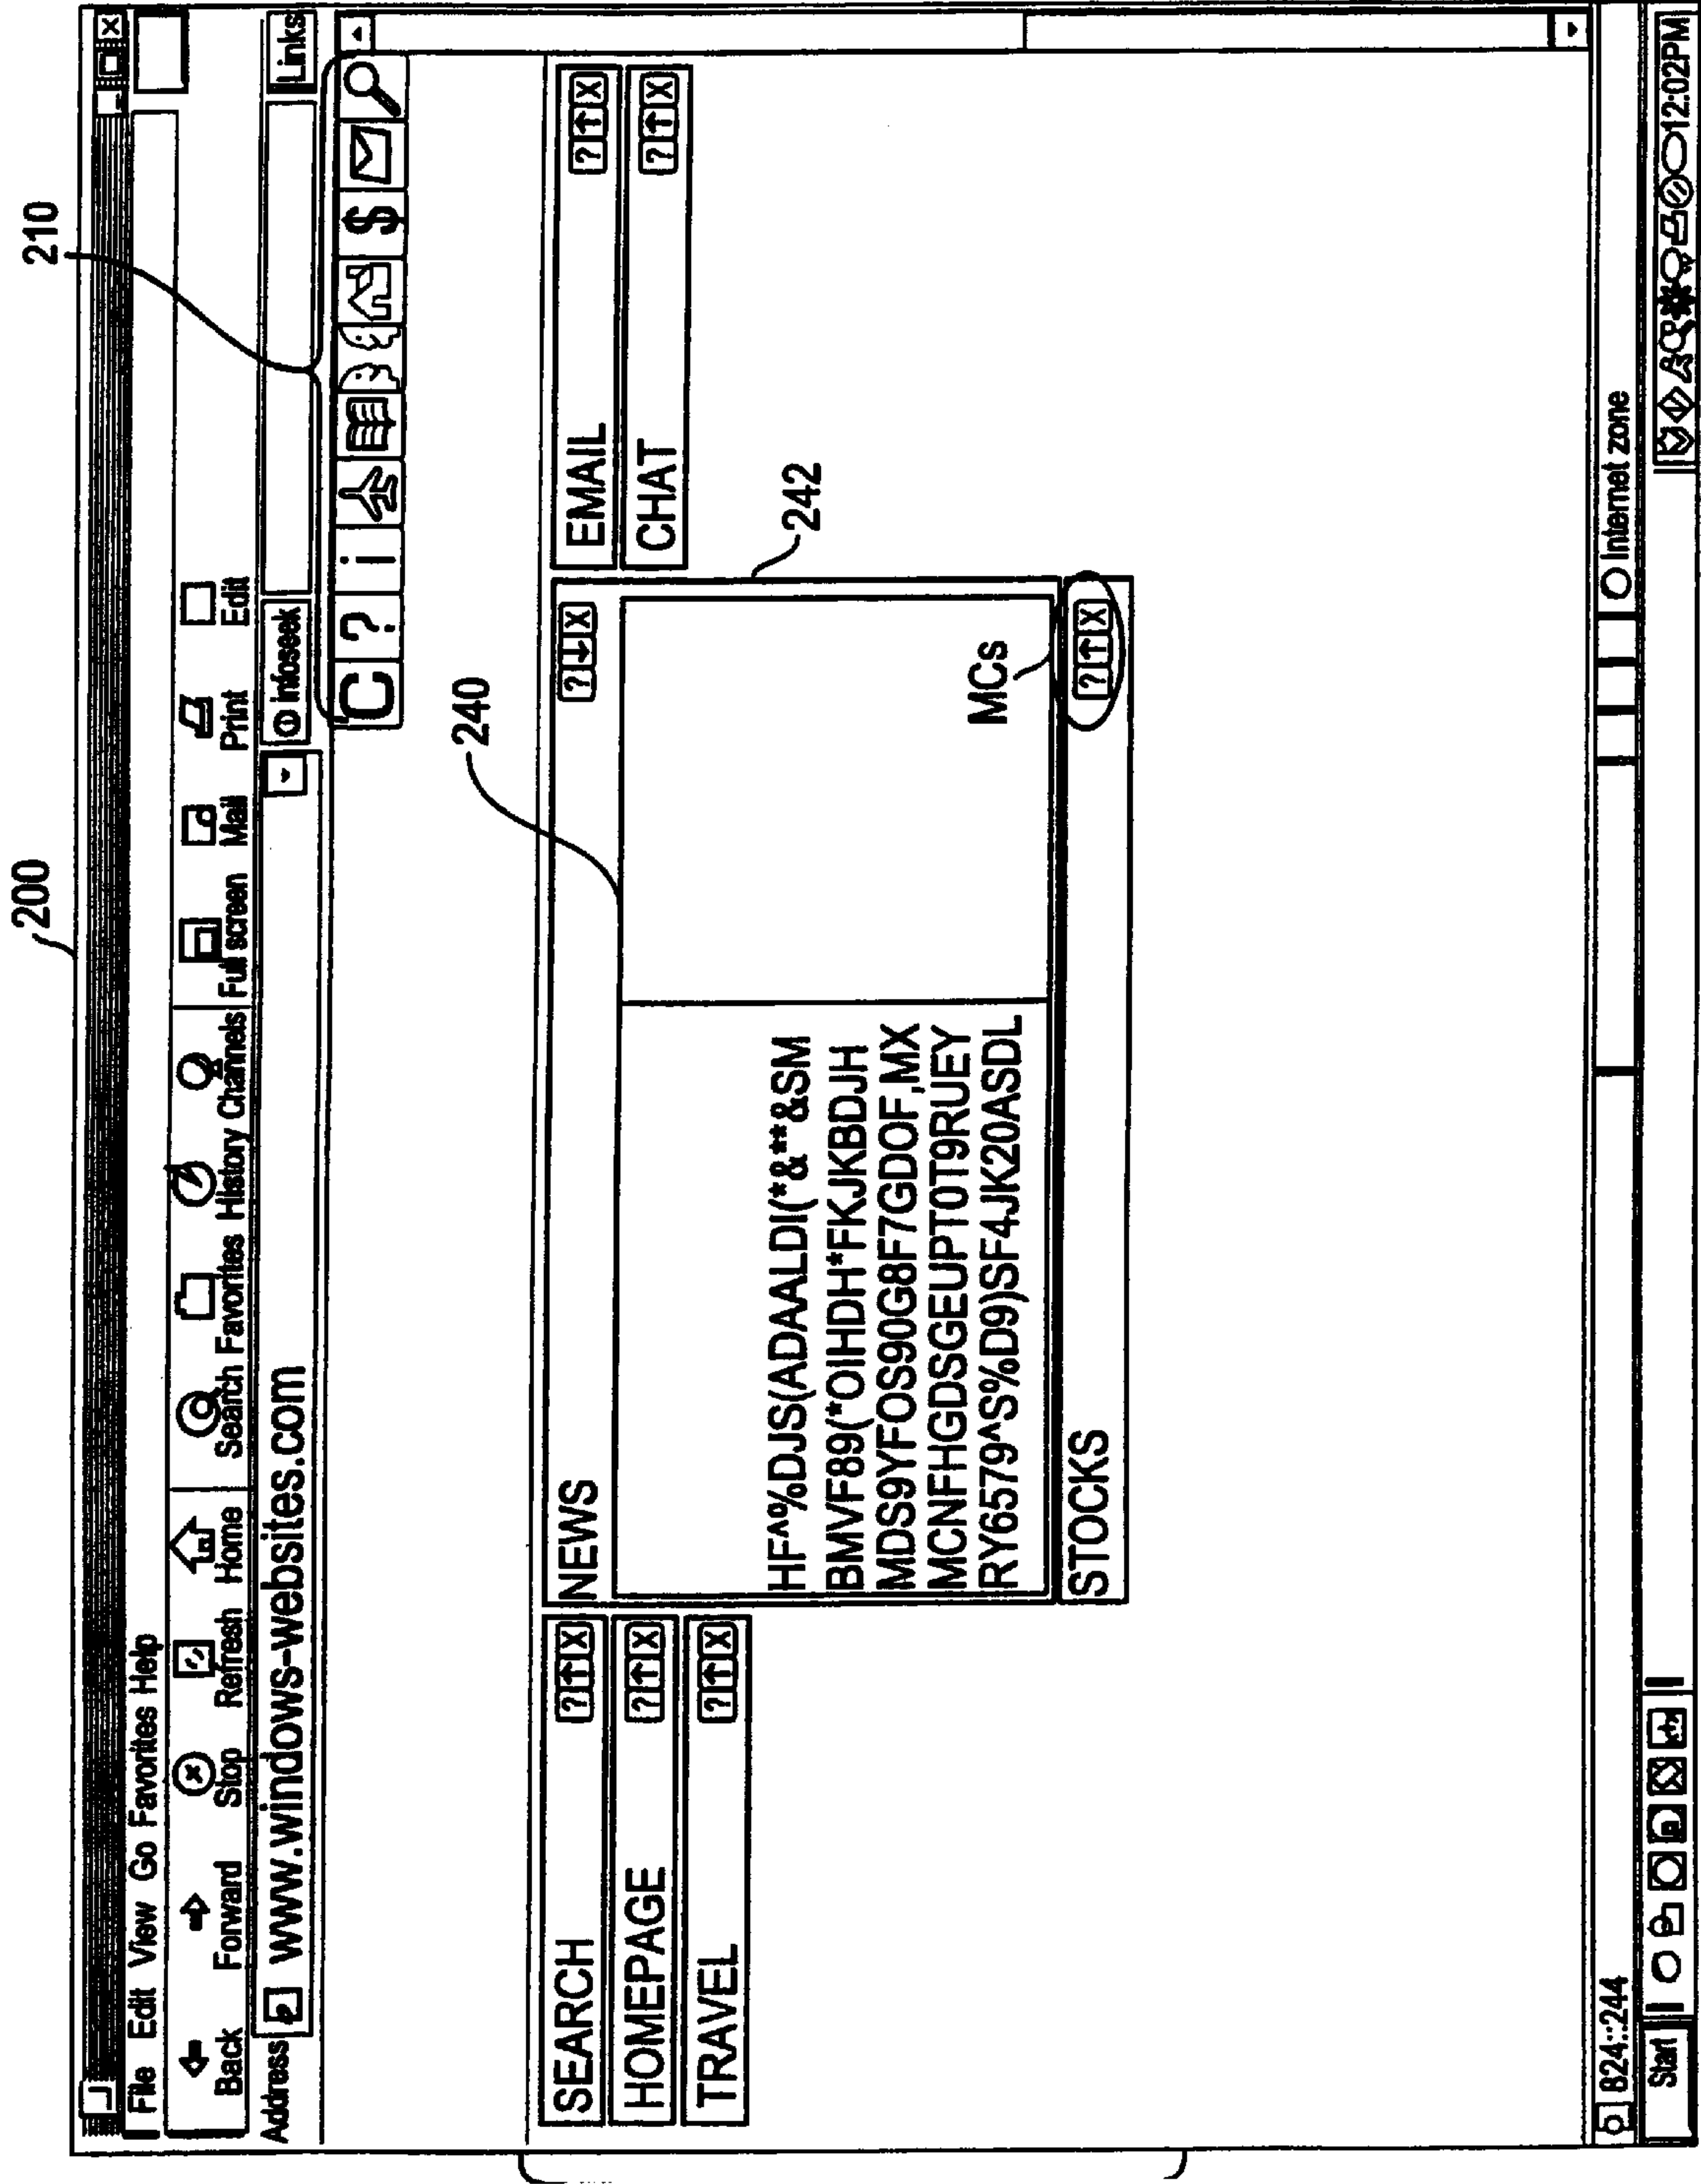 200
210
File Edit View Go Favorites Help
Back Forward Stop Refresh Home Search Favorites History Channels Full screen Mail Print Edit
Address www.windows-websites.com infoseek Links
C ? i $
240
SEARCH ? ↑ X
HOMEPAGE ? ↑ X
TRAVEL ? ↑ X
NEWS ? ↓ X
HF^%DJS(ADAALDI(*&**&SM
BMVF89(*OIHDH*FKJKBDJH
MDS9YFOS90G8F7GDOF,MX
MCNFHGDSGEUPT0T9RUEY
RY6579^S%D9)SF4JK20ASDL
MCs
STOCKS ? ↑ X
EMAIL ? ↑ X
CHAT ? ↑ X
242
824::244 Internet zone
Start 12:02PM